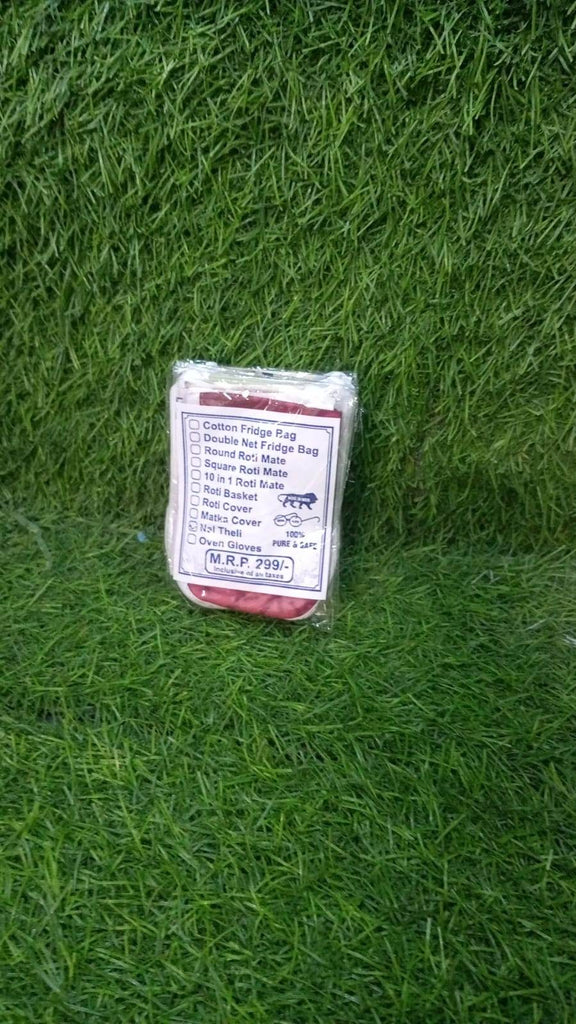 Cotton Fridge Bag
Double Net Fridge Bag
Round Roti Mate
Square Roti Mate
10 in 1 Roti Mate
Roti Basket
Roti Cover
Matka Cover
Nal Theli
Oven Gloves
100%
PURE & SAFE
M.R.P. 299/-
Inclusive of all taxes